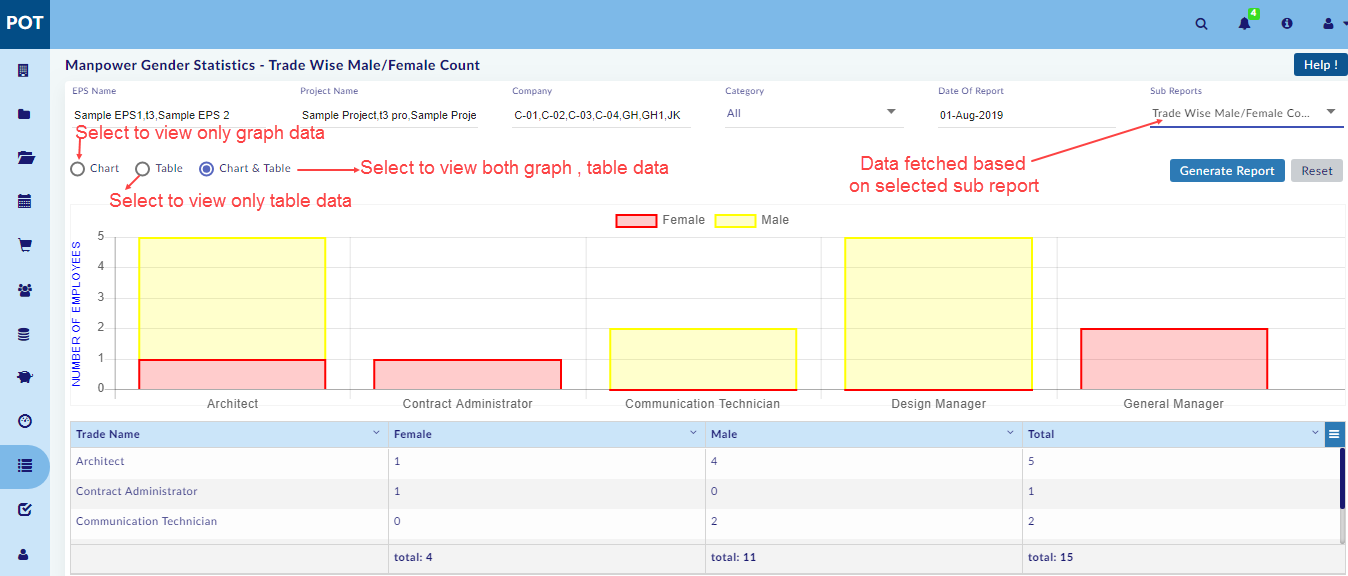 POT
4
Manpower Gender Statistics - Trade Wise Male/Female Count
Help !
EPS Name
Project Name
Company
Category
Date Of Report
Sub Reports
Sample EPS1,t3,Sample EPS 2
Sample Project,t3 pro,Sample Proje
C-01,C-02,C-03,C-04,GH,GH1,JK
All
01-Aug-2019
Trade Wise Male/Female Co...
Select to view only graph data
Chart
Table
Chart & Table
Select to view both graph , table data
Data fetched based
on selected sub report
Generate Report
Reset
Select to view only table data
Female
Male
NUMBER OF EMPLOYEES
5
4
3
2
1
0
Architect
Contract Administrator
Communication Technician
Design Manager
General Manager
Trade Name
Female
Male
Total
Architect
1
4
5
Contract Administrator
1
0
1
Communication Technician
0
2
2
total: 4
total: 11
total: 15